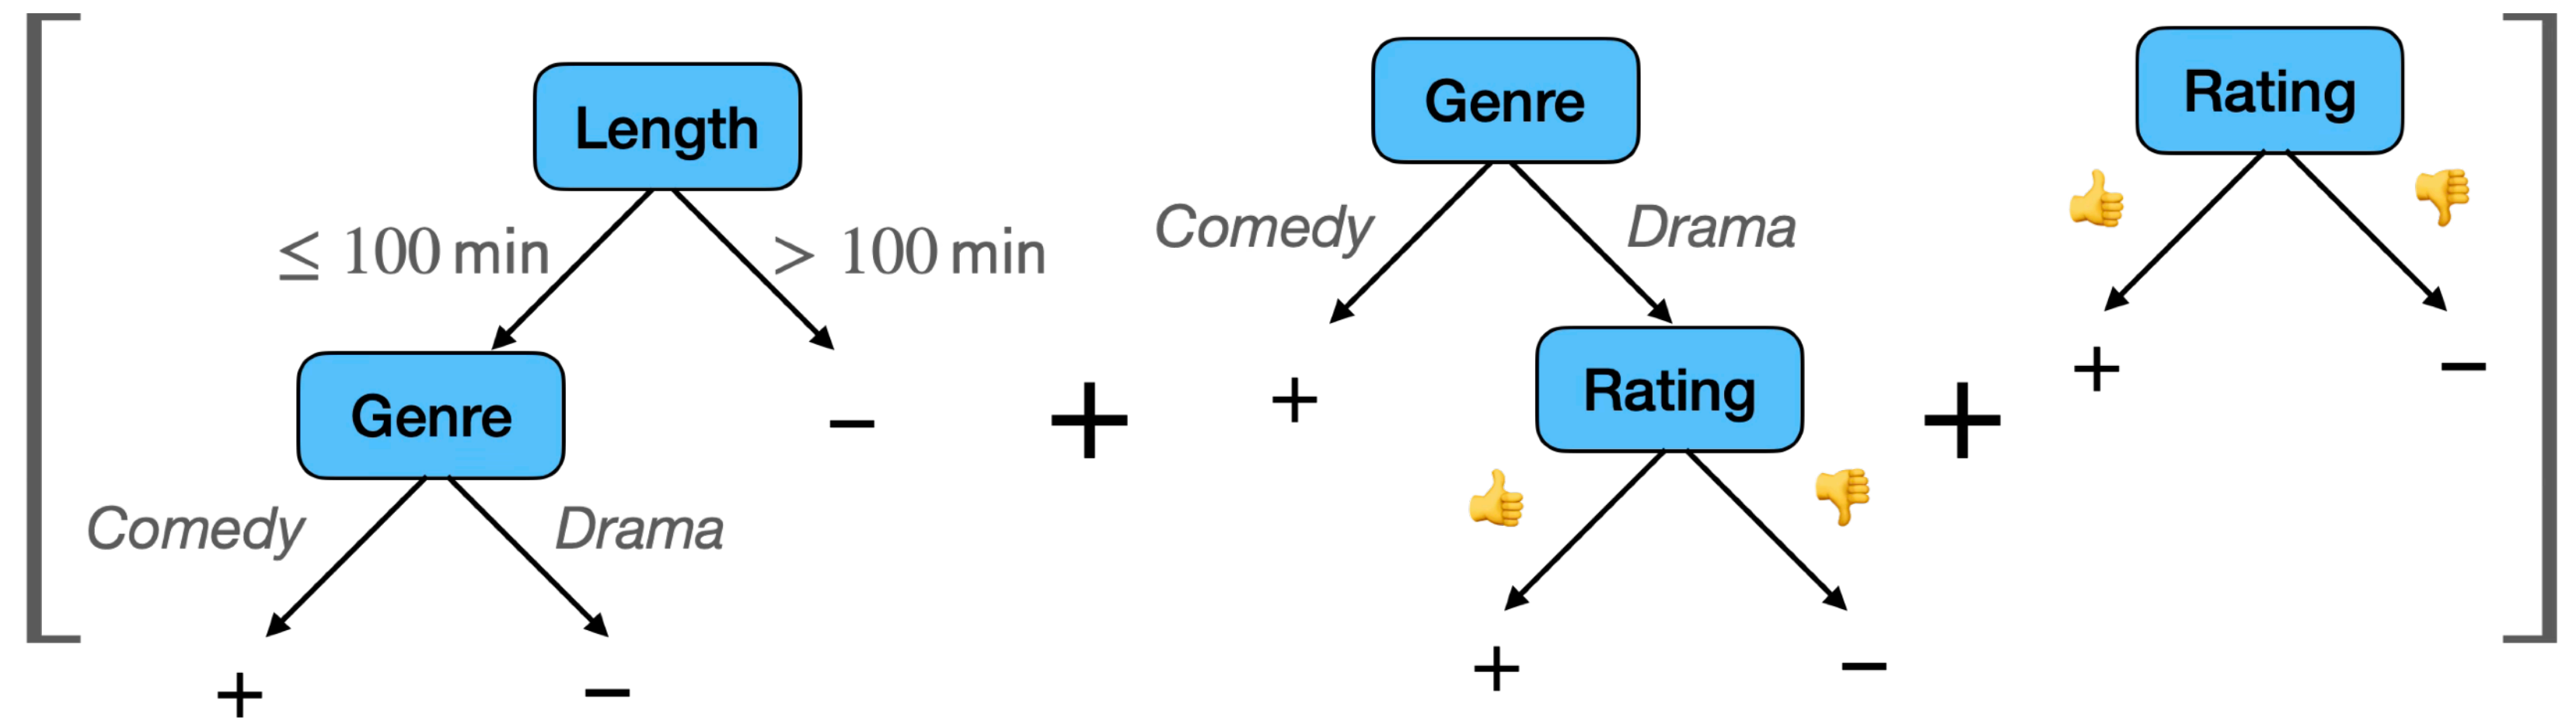 Length
≤ 100 min
> 100 min
Genre
−
Comedy
Drama
+
−
+
Genre
Comedy
Drama
+
Rating
👍
👎
+
−
+
Rating
👍
👎
+
−